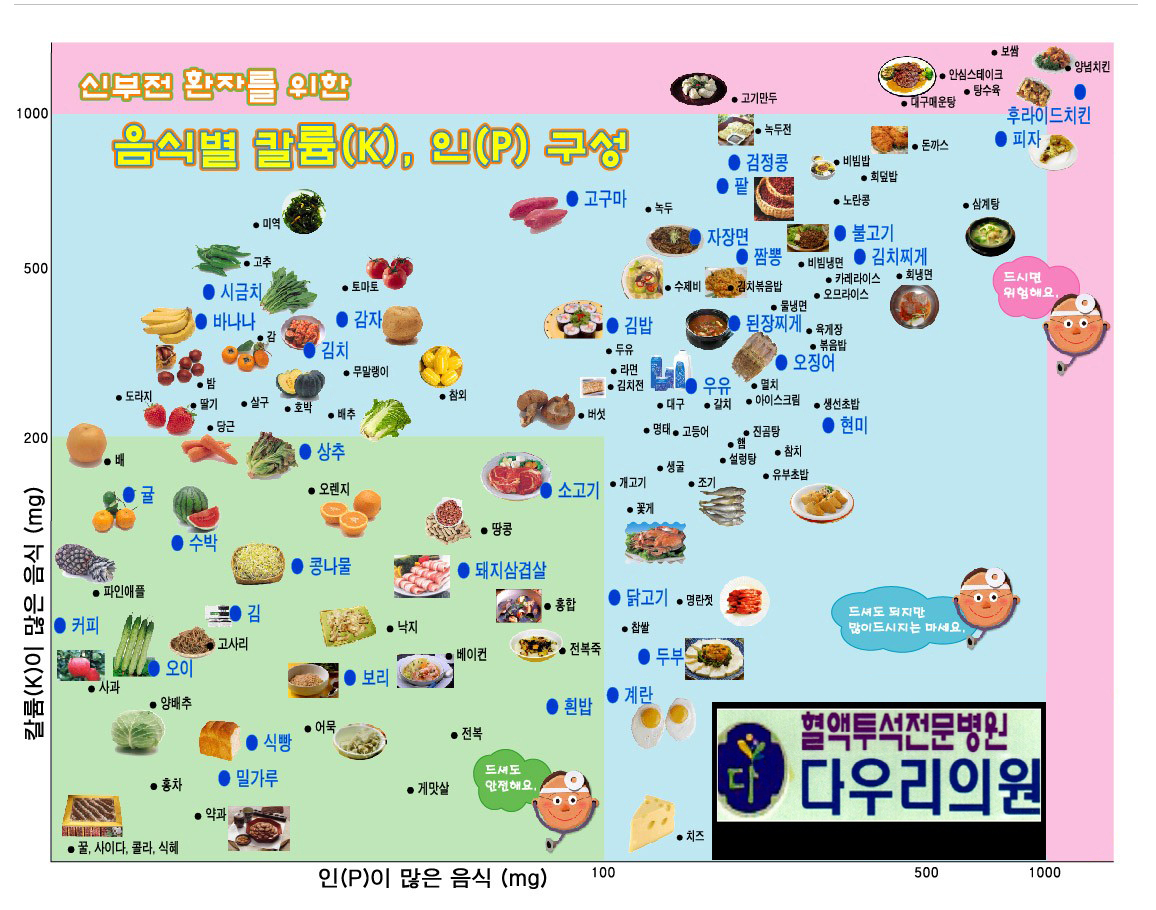 신부전 환자를 위한
음식별 칼륨(K), 인(P) 구성
보쌈
양념치킨
안심스테이크
탕수육
고기만두
대구매운탕
후라이드치킨
1000
녹두전
피자
돈까스
검정콩
비빔밥
회덮밥
팥
고구마
노란콩
녹두
삼계탕
미역
자장면
불고기
짬뽕
김치찌게
고추
비빔냉면
500
드시면
위험해요.
회냉면
카레라이스
토마토
수제비
김치볶음밥
시금치
오므라이스
물냉면
바나나
감자
김밥
된장찌게
육게장
감
볶음밥
김치
두유
오징어
라면
무말랭이
밤
김치전
우유
멸치
도라지
참외
아이스크림
딸기
살구
호박
대구
갈치
생선초밥
배추
버섯
현미
당근
명태
고등어
진곰탕
200
햄
상추
참치
배
설렁탕
생굴
유부초밥
오렌지
소고기
개고기
조기
귤
꽃게
땅콩
수박
콩나물
돼지삼겹살
파인애플
닭고기
명란젓
홍합
드셔도 되지만
많이드시지는 마세요.
김
커피
낙지
찹쌀
고사리
전복죽
베이컨
두부
오이
보리
사과
계란
양배추
흰밥
어묵
전복
식빵
혈액투석전문병원
다우리의원
다
드셔도
안전해요.
밀가루
홍차
게맛살
약과
치즈
꿀, 사이다, 콜라, 식혜
칼륨(K)이 많은 음식 (mg)
인(P)이 많은 음식 (mg)
100
500
1000